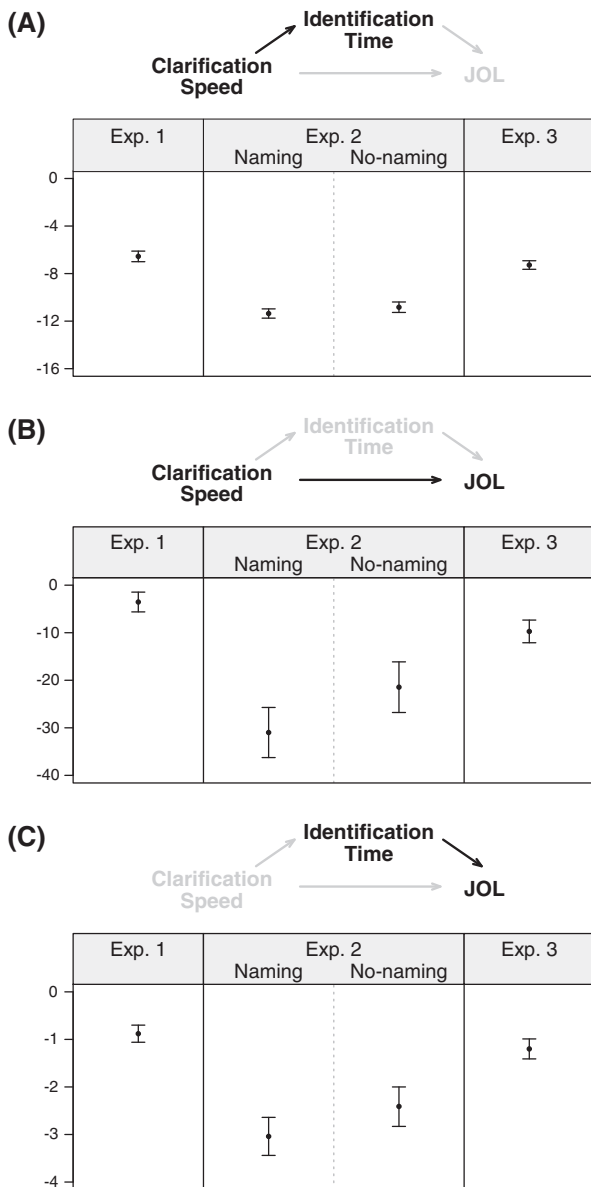 (A)
Identification
Time
Clarification
Speed
JOL
Exp. 1 Exp. 2 Exp. 3
Naming No-naming
0
-4
-8
-12
-16
(B)
Identification
Time
Clarification
Speed
JOL
Exp. 1 Exp. 2 Exp. 3
Naming No-naming
0
-10
-20
-30
-40
(C)
Identification
Time
Clarification
Speed
JOL
Exp. 1 Exp. 2 Exp. 3
Naming No-naming
0
-1
-2
-3
-4